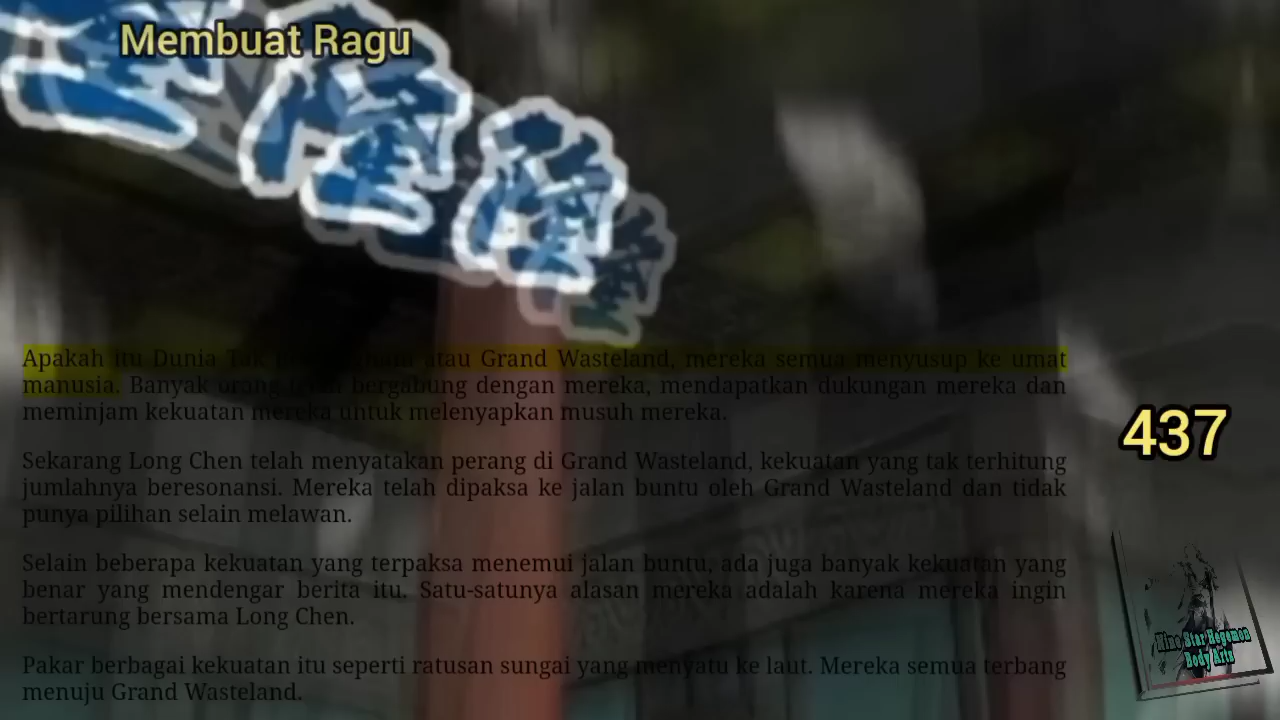 Membuat Ragu
Apakah itu Dunia Tak atau Grand Wasteland, mereka semua menyusup ke umat
manusia. Banyak orang telah bergabung dengan mereka, mendapatkan dukungan mereka dan
meminjam kekuatan mereka untuk melenyapkan musuh mereka.
437
Sekarang Long Chen telah menyatakan perang di Grand Wasteland, kekuatan yang tak terhitung
jumlahnya beresonansi. Mereka telah dipaksa ke jalan buntu oleh Grand Wasteland dan tidak
punya pilihan selain melawan.
Selain beberapa kekuatan yang terpaksa menemui jalan buntu, ada juga banyak kekuatan yang
benar yang mendengar berita itu. Satu-satunya alasan mereka adalah karena mereka ingin
bertarung bersama Long Chen.
Nine Star Hegemon
Body Arts
Pakar berbagai kekuatan itu seperti ratusan sungai yang menyatu ke laut. Mereka semua terbang
menuju Grand Wasteland.